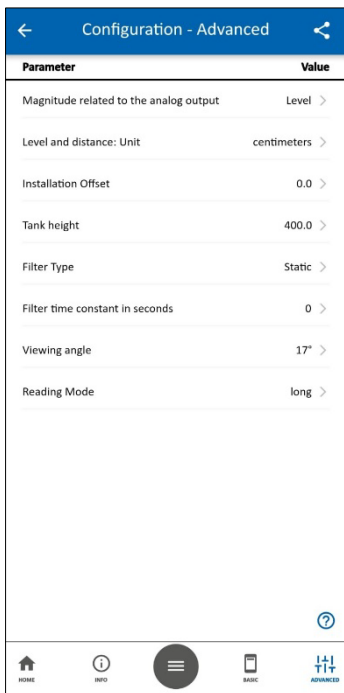 Configuration - Advanced
Parameter Value
Magnitude related to the analog output Level
Level and distance: Unit centimeters
Installation Offset 0.0
Tank height 400.0
Filter Type Static
Filter time constant in seconds 0
Viewing angle 17°
Reading Mode long
HOME INFO BASIC ADVANCED